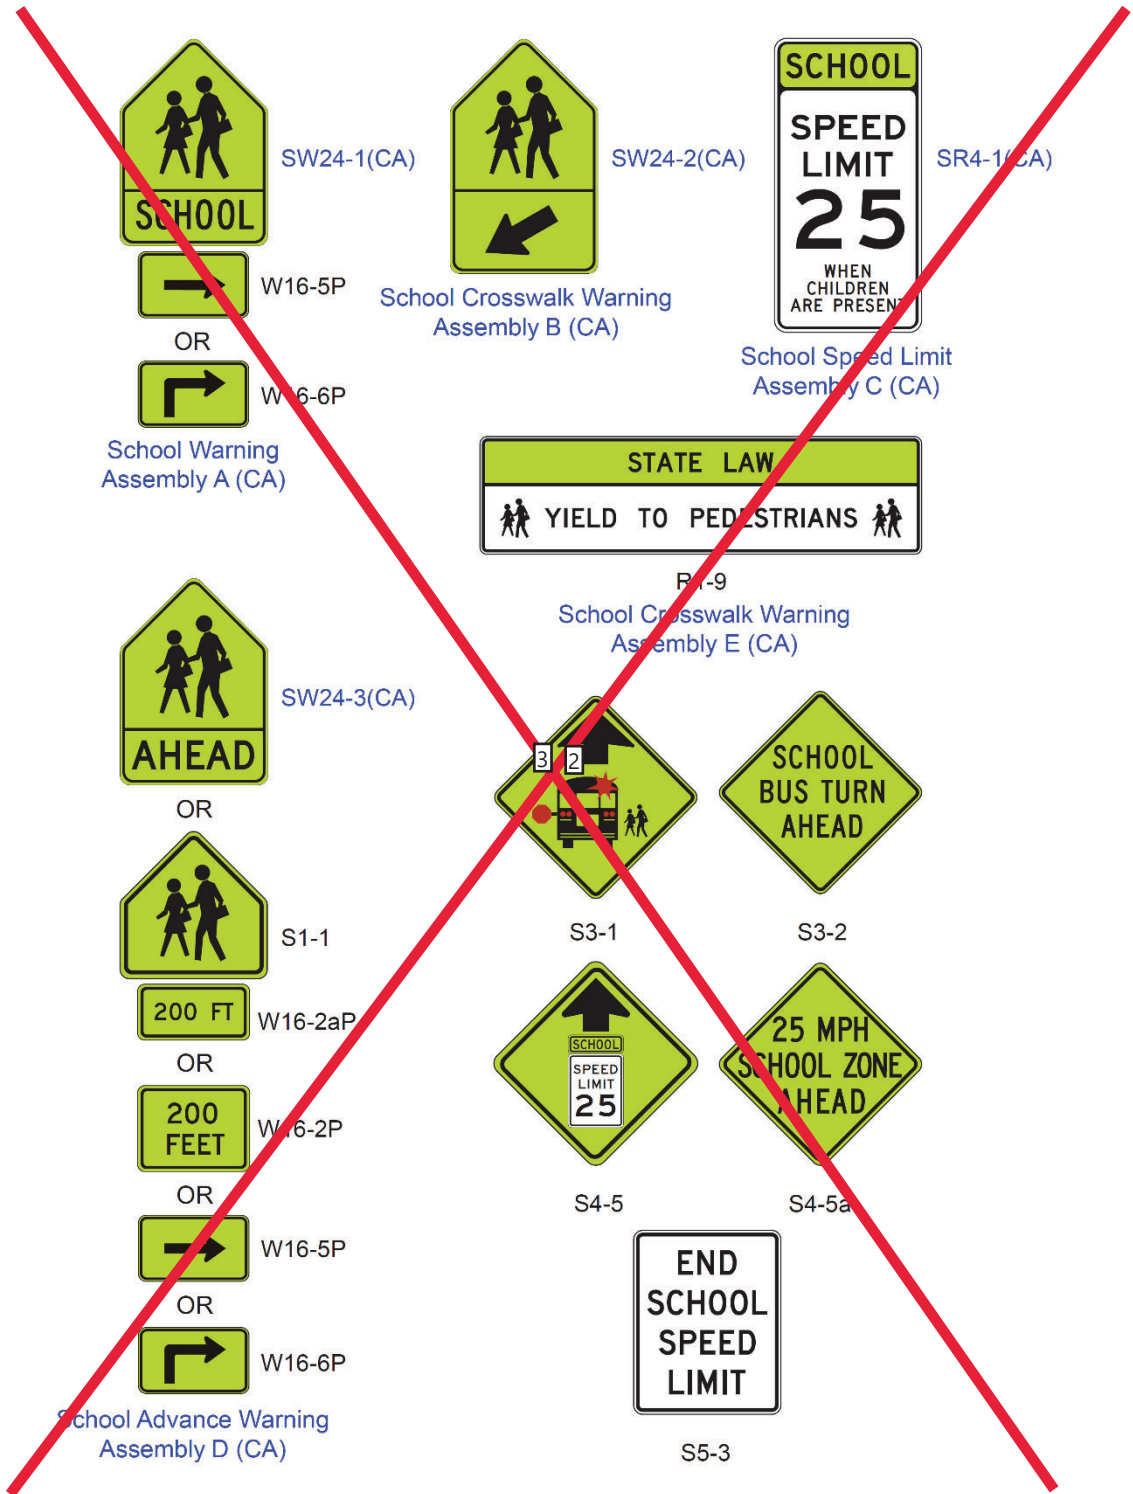 SCHOOL
SW24-1(CA)
W16-5P
OR
W16-6P
School Warning
Assembly A (CA)
SW24-2(CA)
School Crosswalk Warning
Assembly B (CA)
SCHOOL
SPEED
LIMIT
25
WHEN
CHILDREN
ARE PRESENT
SR4-1(CA)
School Speed Limit
Assembly C (CA)
STATE LAW
YIELD TO PEDESTRIANS
R1-9
School Crosswalk Warning
Assembly E (CA)
AHEAD
SW24-3(CA)
OR
S1-1
200 FT
W16-2aP
OR
200
FEET
W16-2P
OR
W16-5P
OR
W16-6P
School Advance Warning
Assembly D (CA)
3
2
S3-1
SCHOOL
BUS TURN
AHEAD
S3-2
SCHOOL
SPEED
LIMIT
25
S4-5
25 MPH
SCHOOL ZONE
AHEAD
S4-5a
END
SCHOOL
SPEED
LIMIT
S5-3